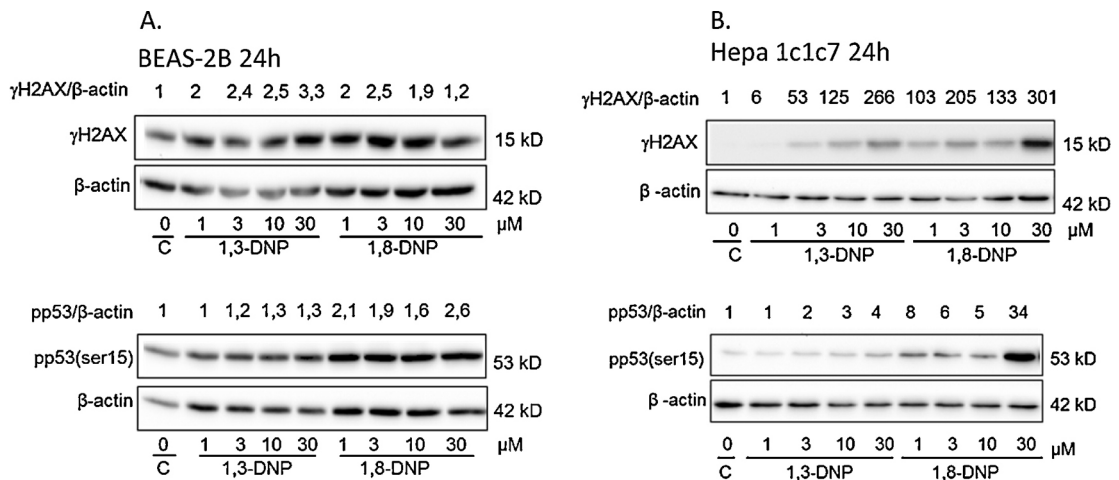 A.
BEAS-2B 24h
γH2AX/β-actin 1 2 2,4 2,5 3,3 2 2,5 1,9 1,2
γH2AX 15 kD
β-actin 42 kD
0 1 3 10 30 1 3 10 30 μM
C 1,3-DNP 1,8-DNP
pp53/β-actin 1 1 1,2 1,3 1,3 2,1 1,9 1,6 2,6
pp53(ser15) 53 kD
β-actin 42 kD
0 1 3 10 30 1 3 10 30 μM
C 1,3-DNP 1,8-DNP
B.
Hepa 1c1c7 24h
γH2AX/β-actin 1 6 53 125 266 103 205 133 301
γH2AX 15 kD
β -actin 42 kD
0 1 3 10 30 1 3 10 30 μM
C 1,3-DNP 1,8-DNP
pp53/β-actin 1 1 2 3 4 8 6 5 34
pp53(ser15) 53 kD
β -actin 42 kD
0 1 3 10 30 1 3 10 30 μM
C 1,3-DNP 1,8-DNP